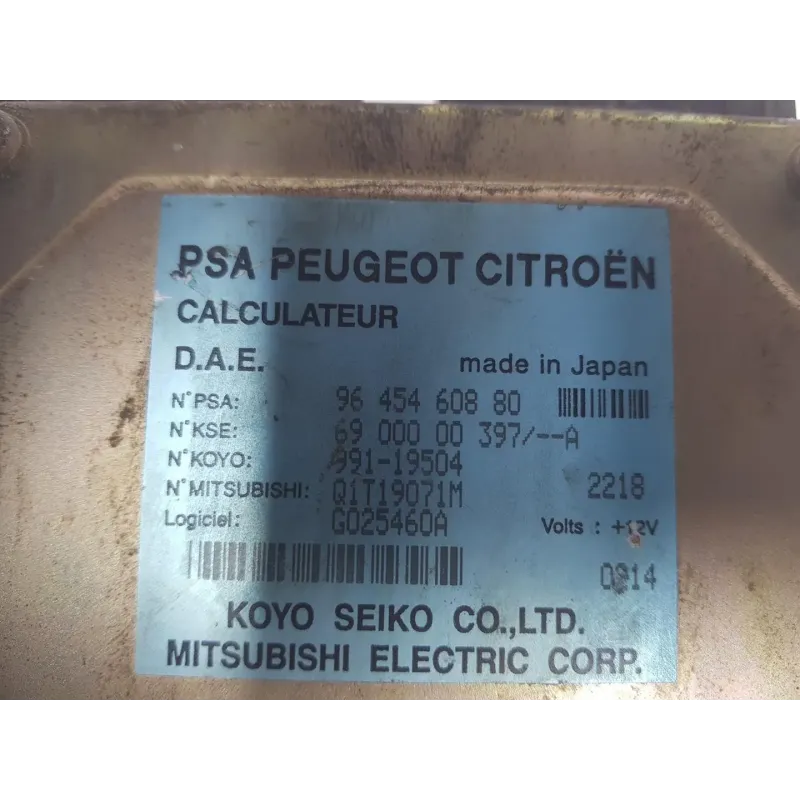 PSA PEUGEOT CITROËN
CALCULATEUR
D.A.E. made in Japan
N°PSA: 96 454 608 80
N°KSE: 69 000 00 397/--A
N°KOYO: 991-19504
N°MITSUBISHI: Q1T19071M 2218
Logiciel: G025460A Volts : +12V
0314
KOYO SEIKO CO.,LTD.
MITSUBISHI ELECTRIC CORP.